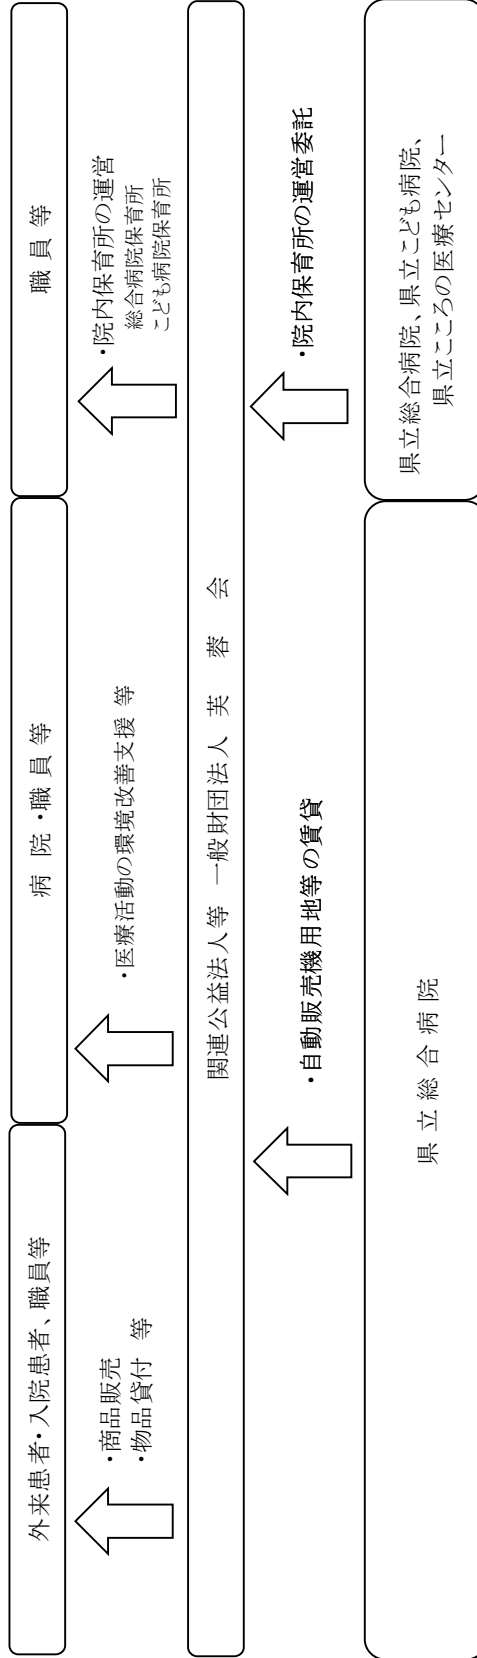 外来患者・入院患者、職員等
病院・職員等
職員等
・商品販売
・物品貸付 等
・医療活動の環境改善支援 等
・院内保育所の運営
総合病院保育所
こども病院保育所
関連公益法人等 一般財団法人 芙 蓉 会
・自動販売機用地等の賃貸
・院内保育所の運営委託
県立総合病院
県立総合病院、県立こども病院、
県立こころの医療センター